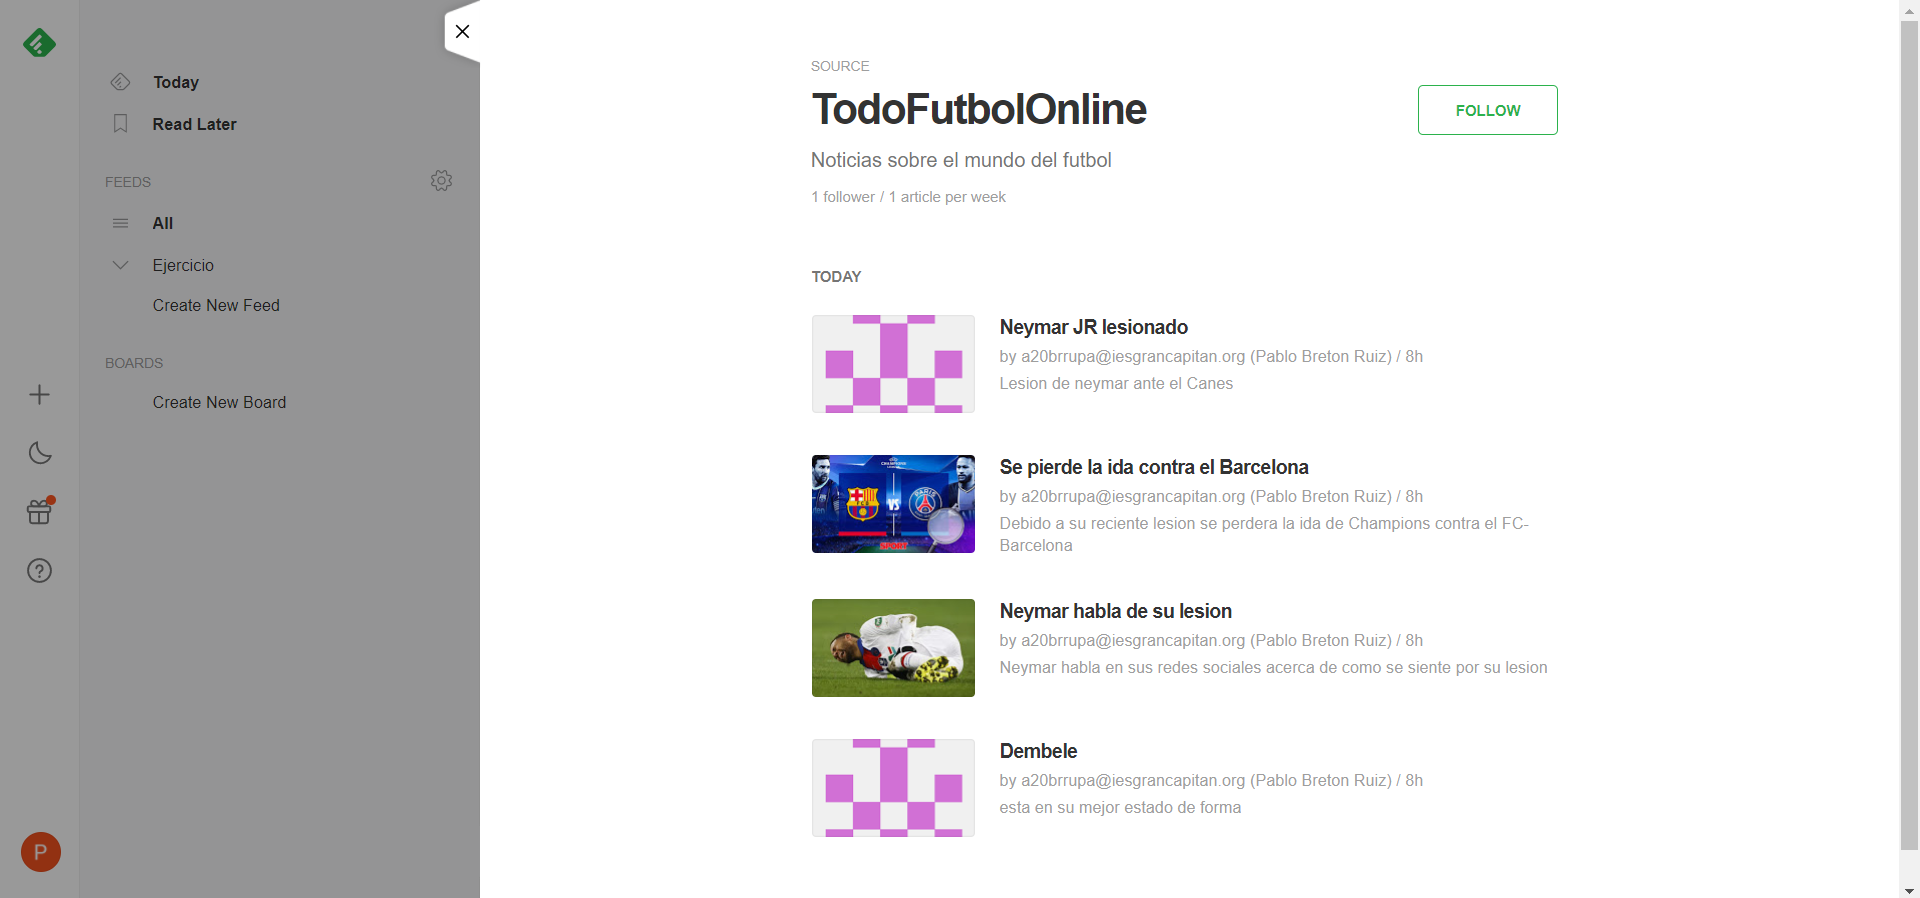 Today
Read Later
FEEDS
All
Ejercicio
Create New Feed
BOARDS
Create New Board
P
SOURCE
TodoFutbolOnline
FOLLOW
Noticias sobre el mundo del futbol
1 follower / 1 article per week
TODAY
Neymar JR lesionado
by a20brrupa@iesgrancapitan.org (Pablo Breton Ruiz) / 8h
Lesion de neymar ante el Canes
CHAMPIONS
PARIS
VS
SPORT
Se pierde la ida contra el Barcelona
by a20brrupa@iesgrancapitan.org (Pablo Breton Ruiz) / 8h
Debido a su reciente lesion se perdera la ida de Champions contra el FC-
Barcelona
Neymar habla de su lesion
by a20brrupa@iesgrancapitan.org (Pablo Breton Ruiz) / 8h
Neymar habla en sus redes sociales acerca de como se siente por su lesion
Dembele
by a20brrupa@iesgrancapitan.org (Pablo Breton Ruiz) / 8h
esta en su mejor estado de forma